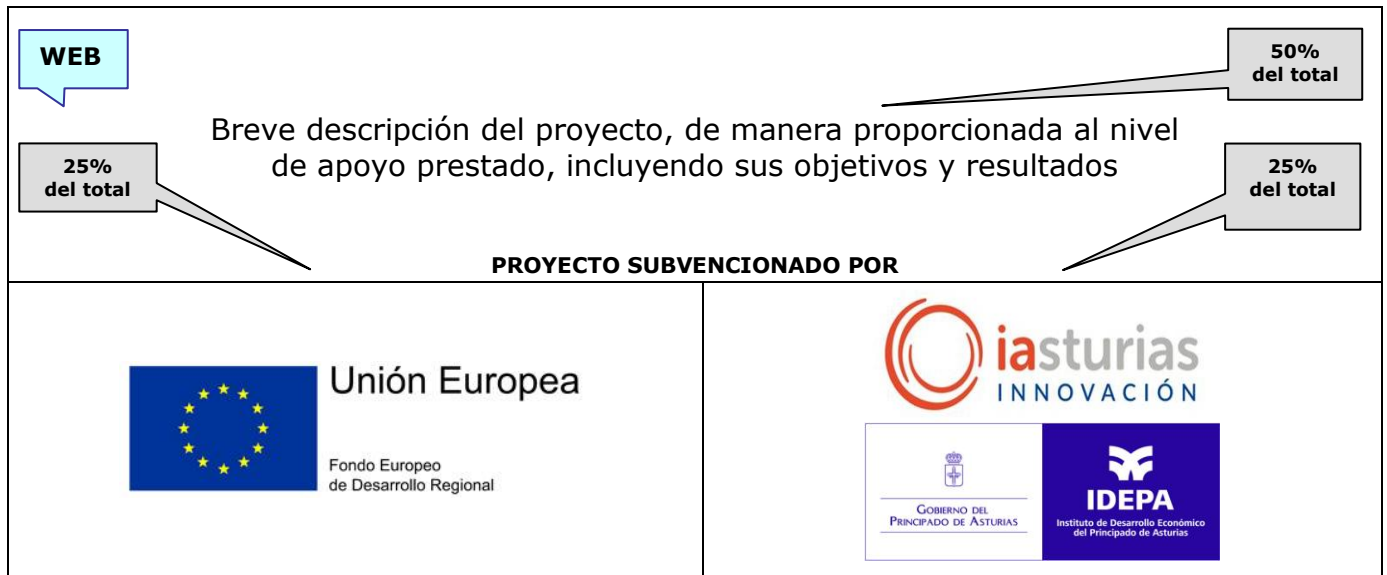 WEB
50%
del total
Breve descripción del proyecto, de manera proporcionada al nivel
de apoyo prestado, incluyendo sus objetivos y resultados
25%
del total
25%
del total
PROYECTO SUBVENCIONADO POR
Unión Europea
Fondo Europeo
de Desarrollo Regional
iasturias
INNOVACIÓN
GOBIERNO DEL
PRINCIPADO DE ASTURIAS
IDEPA
Instituto de Desarrollo Económico
del Principado de Asturias